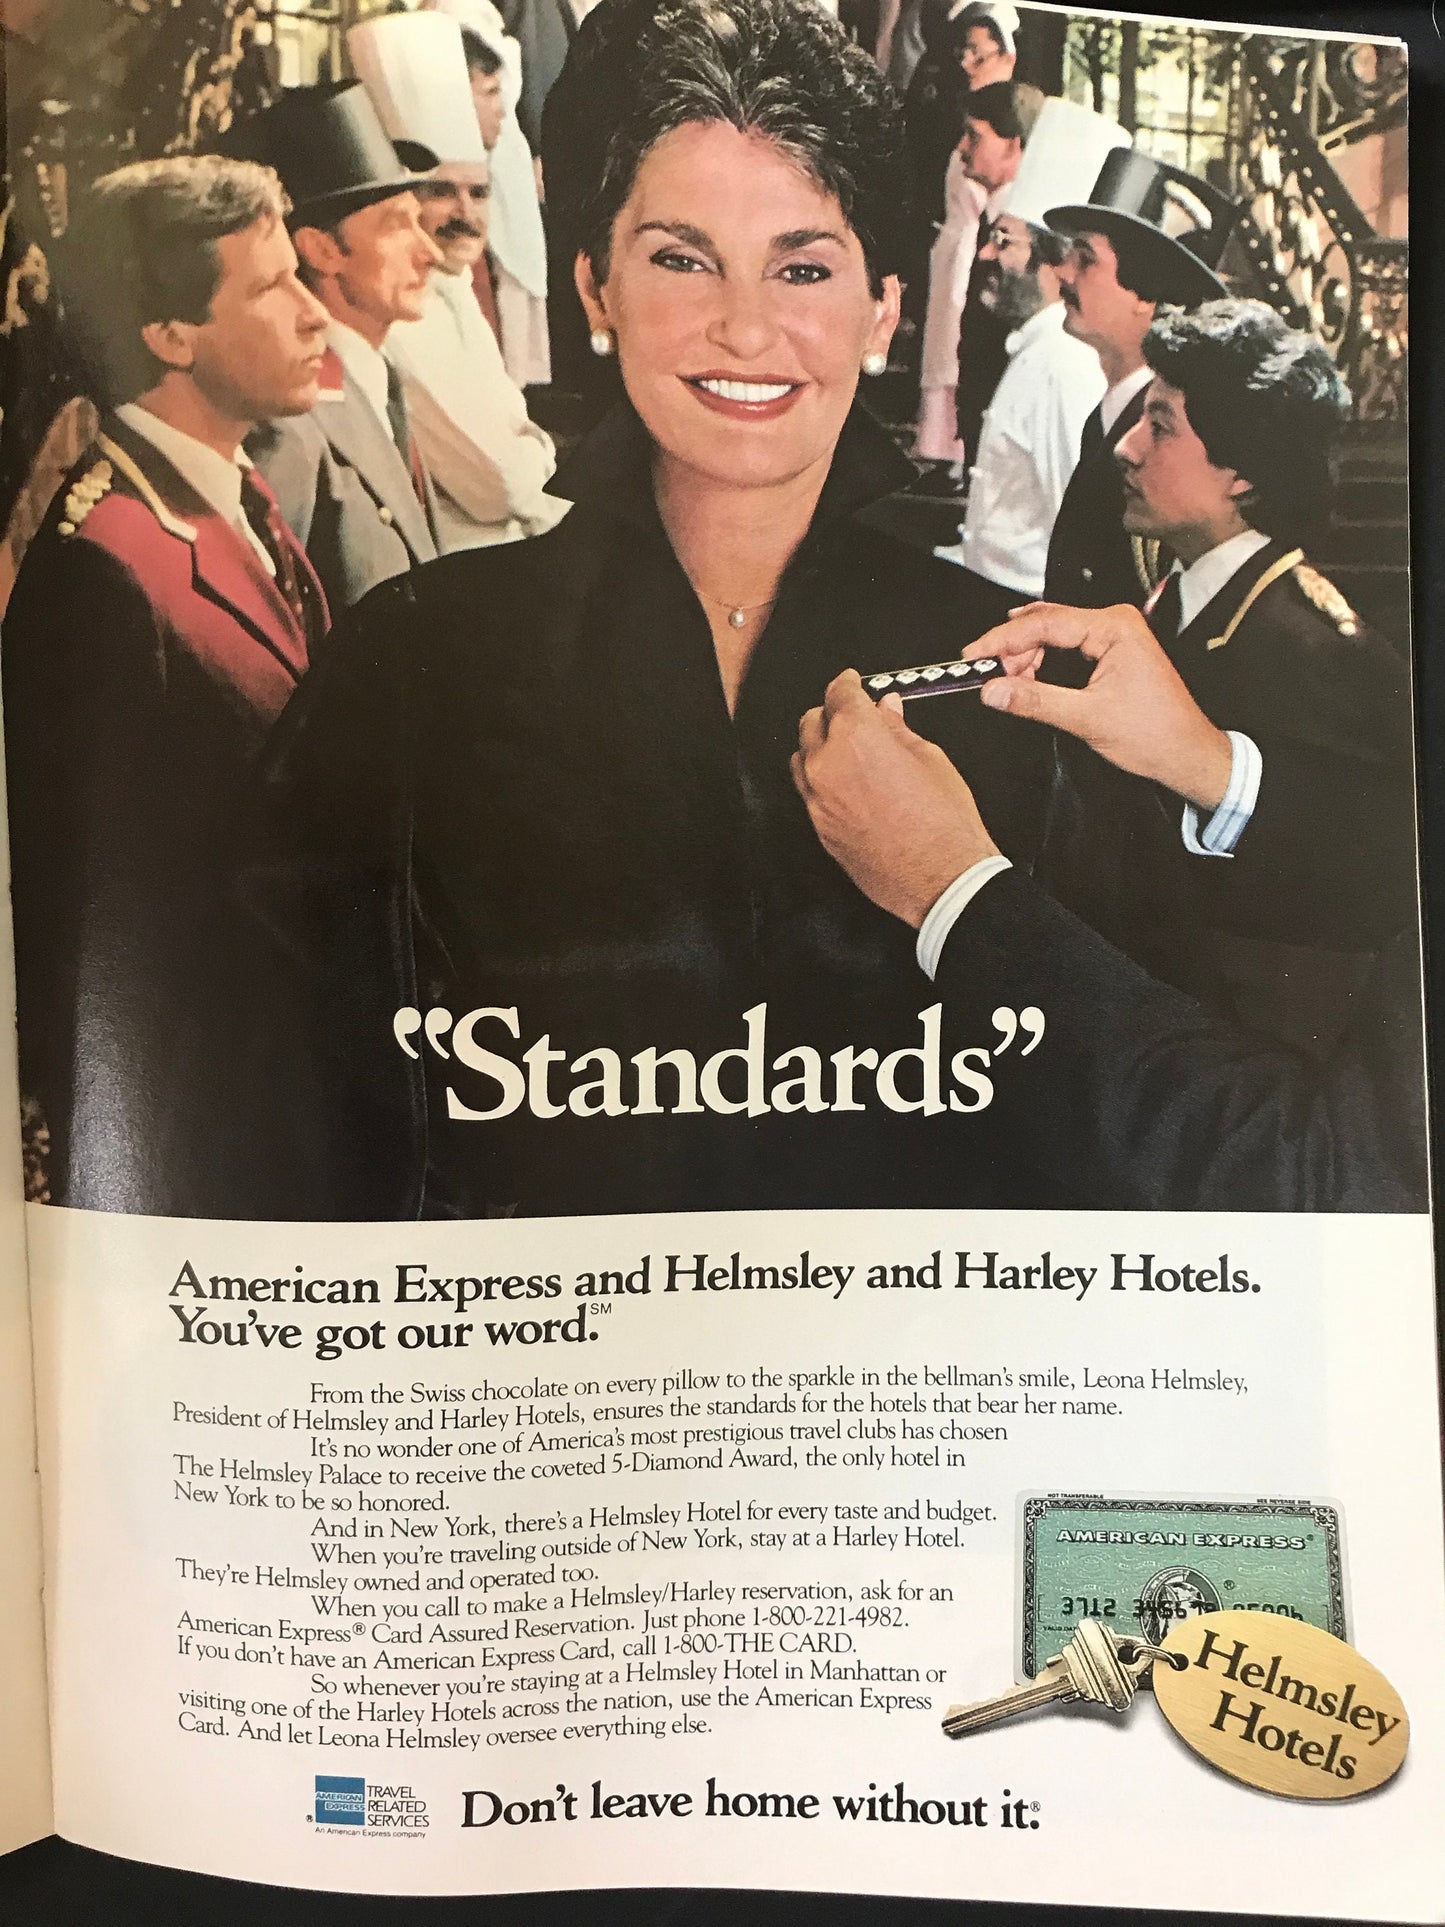 “Standards”
American Express and Helmsley and Harley Hotels.
You've got our word.℠
From the Swiss chocolate on every pillow to the sparkle in the bellman's smile, Leona Helmsley,
President of Helmsley and Harley Hotels, ensures the standards for the hotels that bear her name.
It's no wonder one of America's most prestigious travel clubs has chosen
The Helmsley Palace to receive the coveted 5-Diamond Award, the only hotel in
New York to be so honored.
And in New York, there's a Helmsley Hotel for every taste and budget.
When you're traveling outside of New York, stay at a Harley Hotel.
They're Helmsley owned and operated too.
When you call to make a Helmsley/Harley reservation, ask for an
American Express® Card Assured Reservation. Just phone 1-800-221-4982.
If you don't have an American Express Card, call 1-800-THE CARD.
So whenever you're staying at a Helmsley Hotel in Manhattan or
visiting one of the Harley Hotels across the nation, use the American Express
Card. And let Leona Helmsley oversee everything else.
NOT TRANSFERABLE SEE REVERSE SIDE
AMERICAN EXPRESS®
®
3712
Helmsley
Hotels
AMERICAN
EXPRESS
®
TRAVEL
RELATED
SERVICES
An American Express company
Don't leave home without it.®